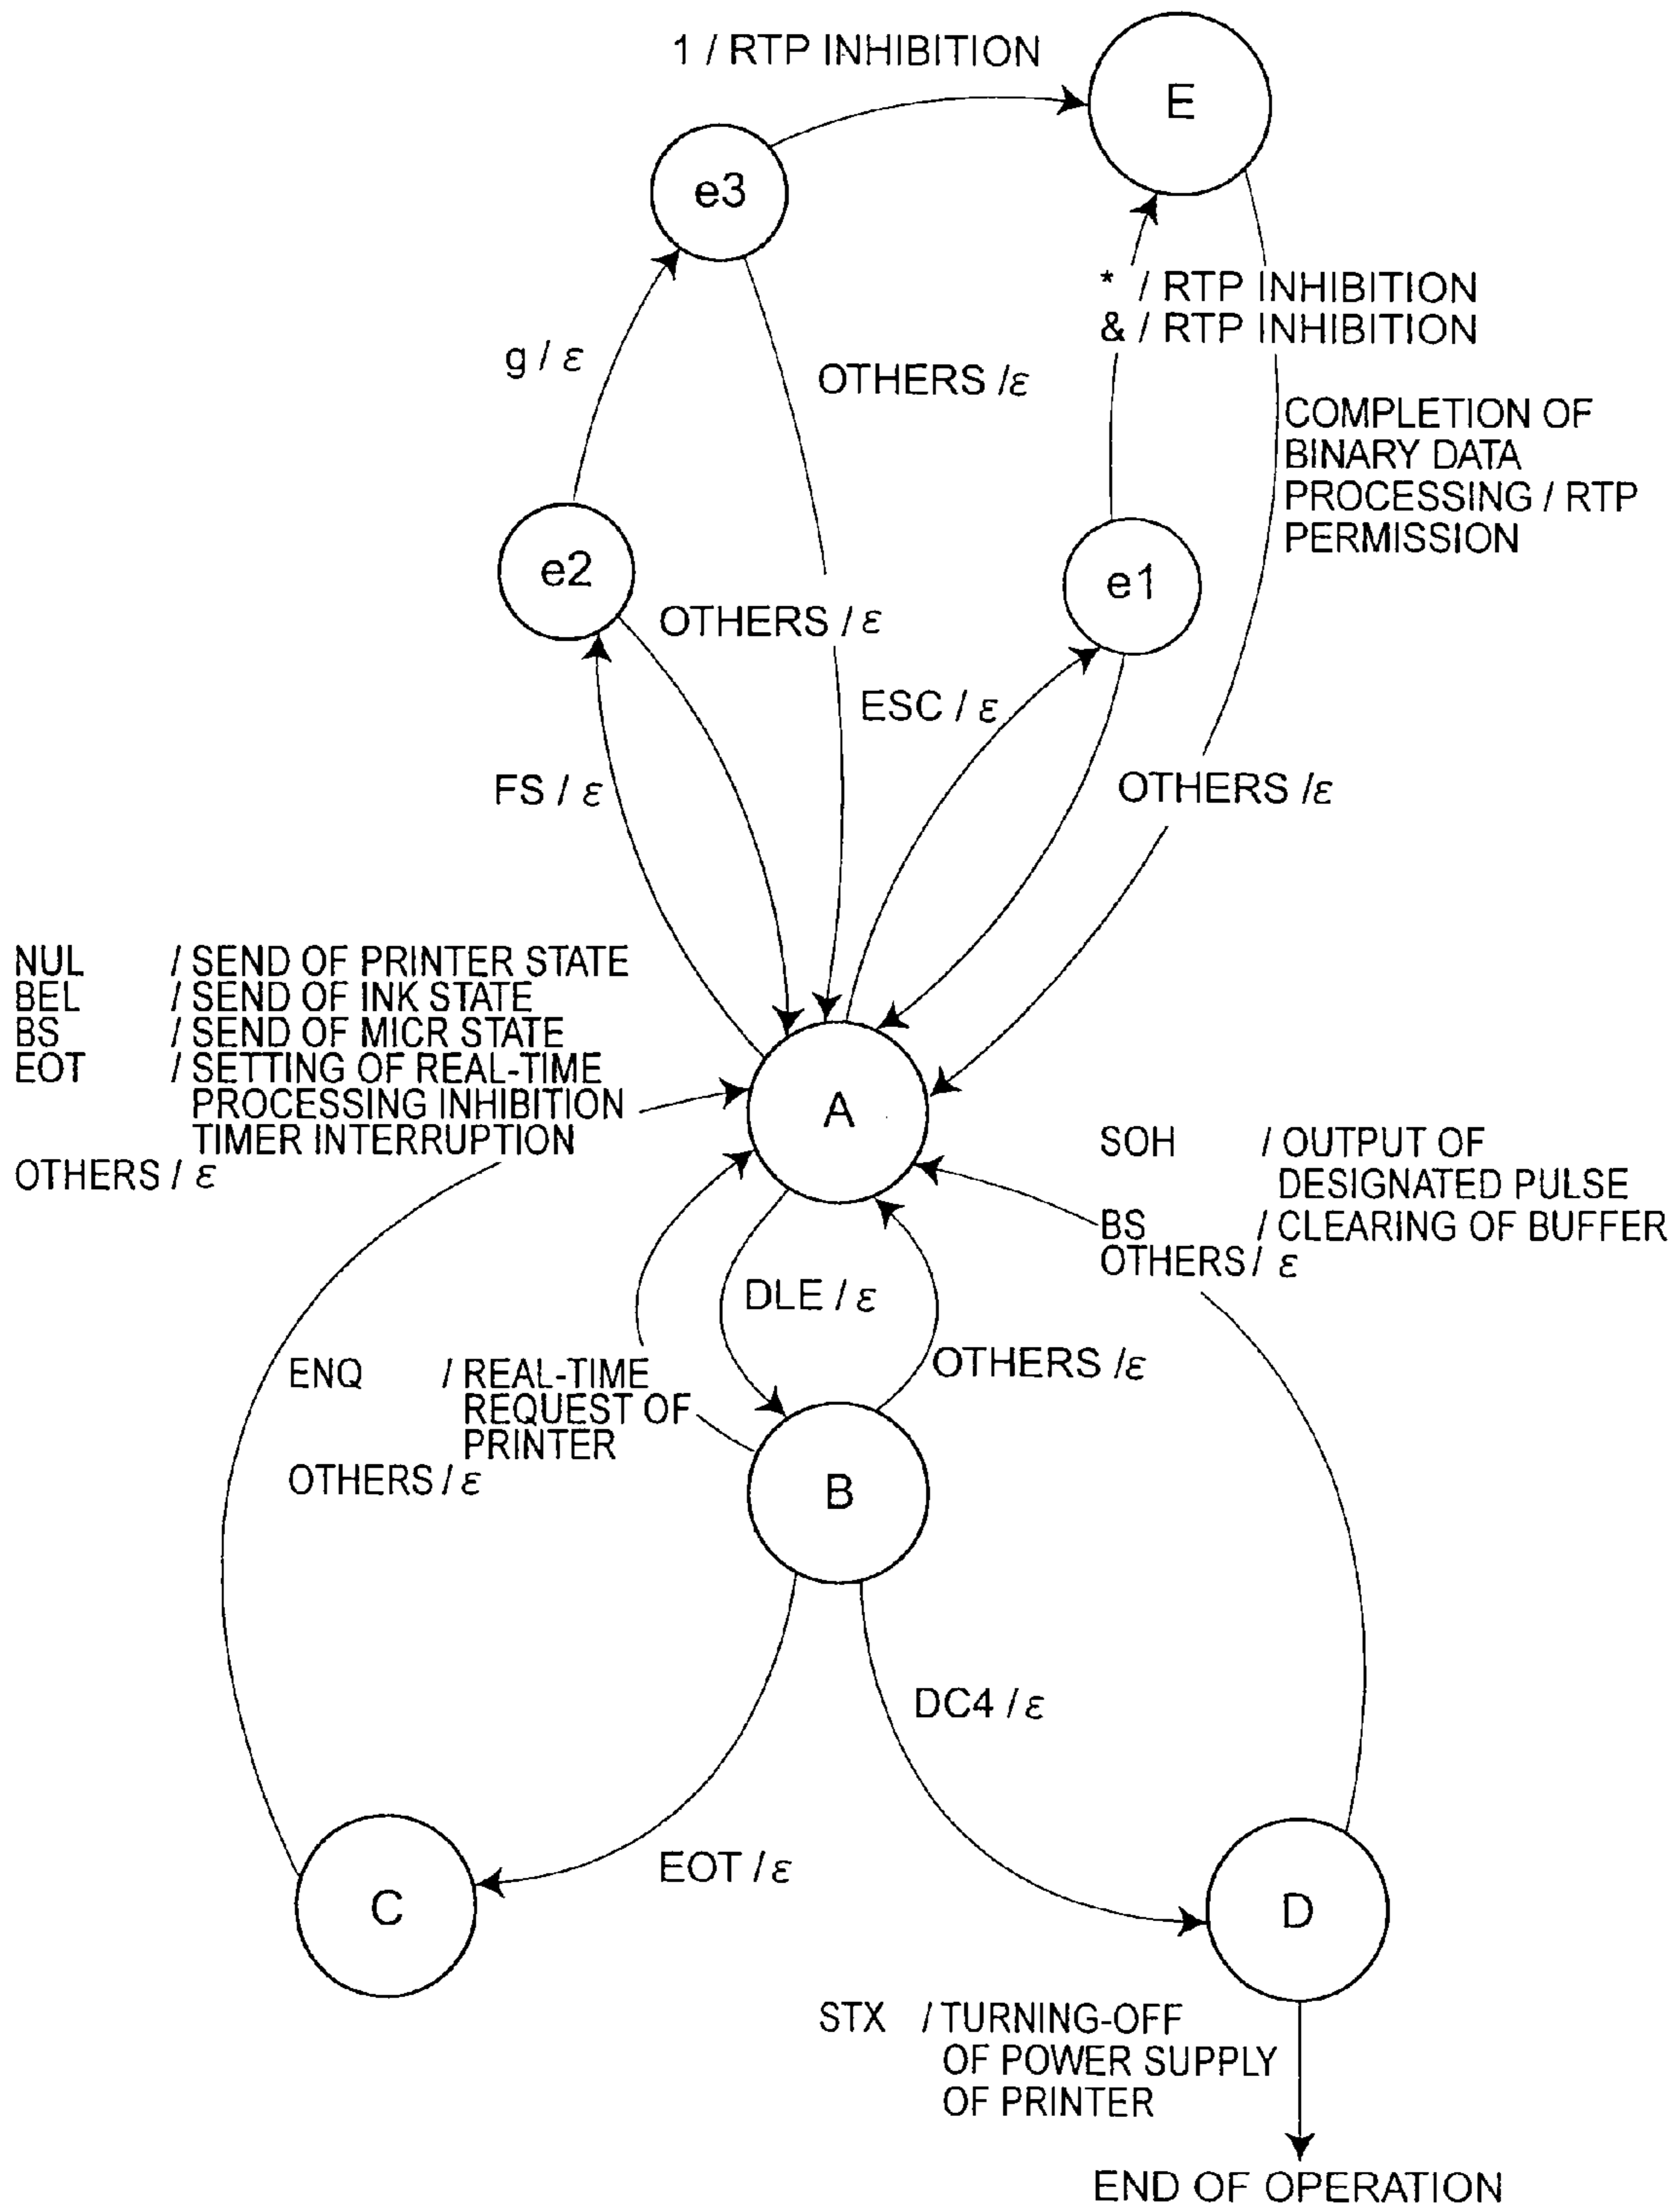 1 / RTP INHIBITION
E
e3
* / RTP INHIBITION
& / RTP INHIBITION
g / ε
OTHERS /ε
COMPLETION OF
BINARY DATA
PROCESSING / RTP
PERMISSION
e2
e1
OTHERS / ε
ESC / ε
FS / ε
OTHERS /ε
NUL / SEND OF PRINTER STATE
BEL / SEND OF INK STATE
BS / SEND OF MICR STATE
EOT / SETTING OF REAL-TIME
PROCESSING INHIBITION
TIMER INTERRUPTION
OTHERS / ε
A
SOH / OUTPUT OF
DESIGNATED PULSE
BS / CLEARING OF BUFFER
OTHERS / ε
DLE / ε
OTHERS /ε
ENQ / REAL-TIME
REQUEST OF
PRINTER
OTHERS / ε
B
DC4 / ε
EOT / ε
C
D
STX / TURNING-OFF
OF POWER SUPPLY
OF PRINTER
END OF OPERATION